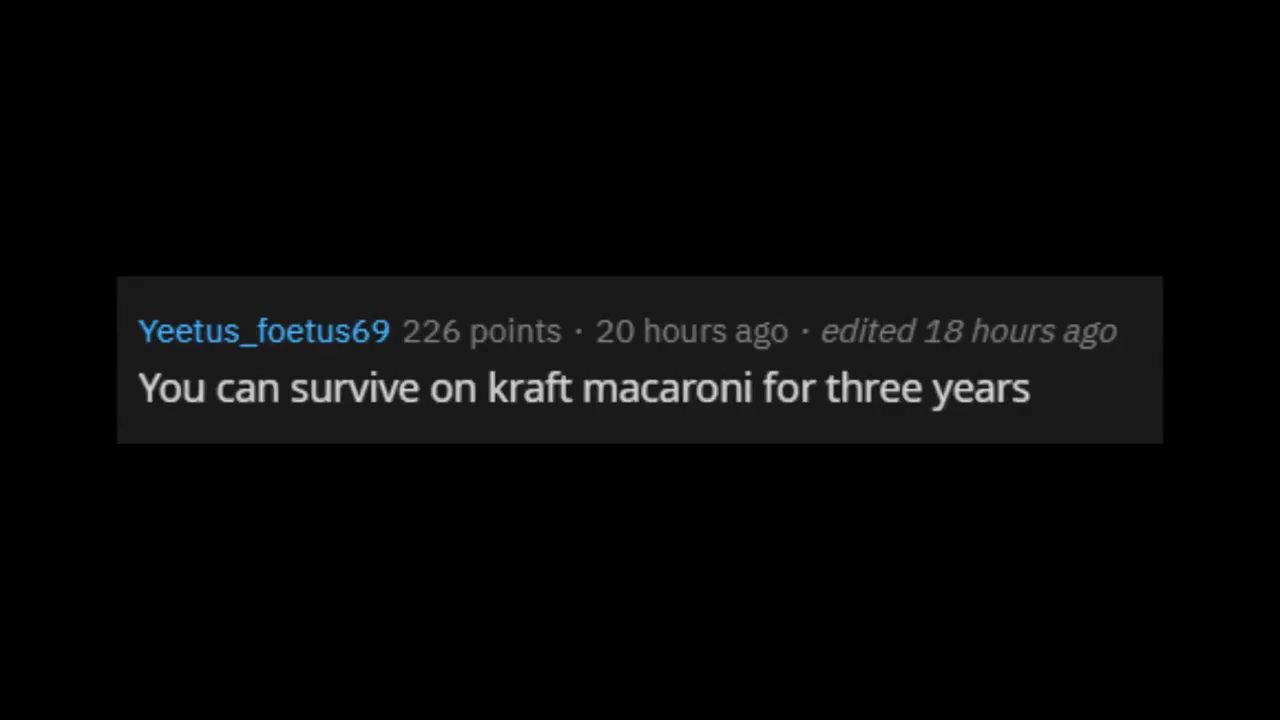 Yeetus_foetus69 226 points · 20 hours ago · edited 18 hours ago
You can survive on kraft macaroni for three years